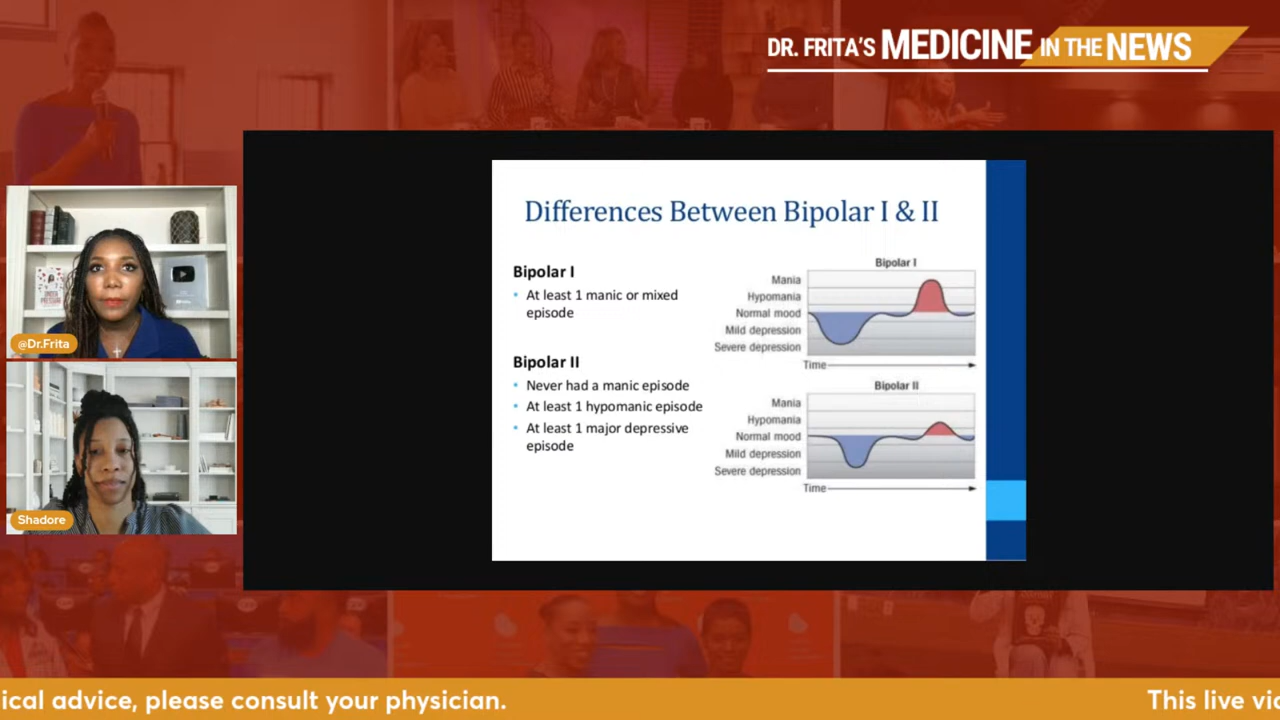 DR. FRITA'S MEDICINE IN THE NEWS
@Dr.Frita
Shadore
Differences Between Bipolar I & II
Bipolar I
• At least 1 manic or mixed
episode
Bipolar II
• Never had a manic episode
• At least 1 hypomanic episode
• At least 1 major depressive
episode
Bipolar I
Mania
Hypomania
Normal mood
Mild depression
Severe depression
Time
Bipolar II
Mania
Hypomania
Normal mood
Mild depression
Severe depression
Time
ical advice, please consult your physician.
This live vid